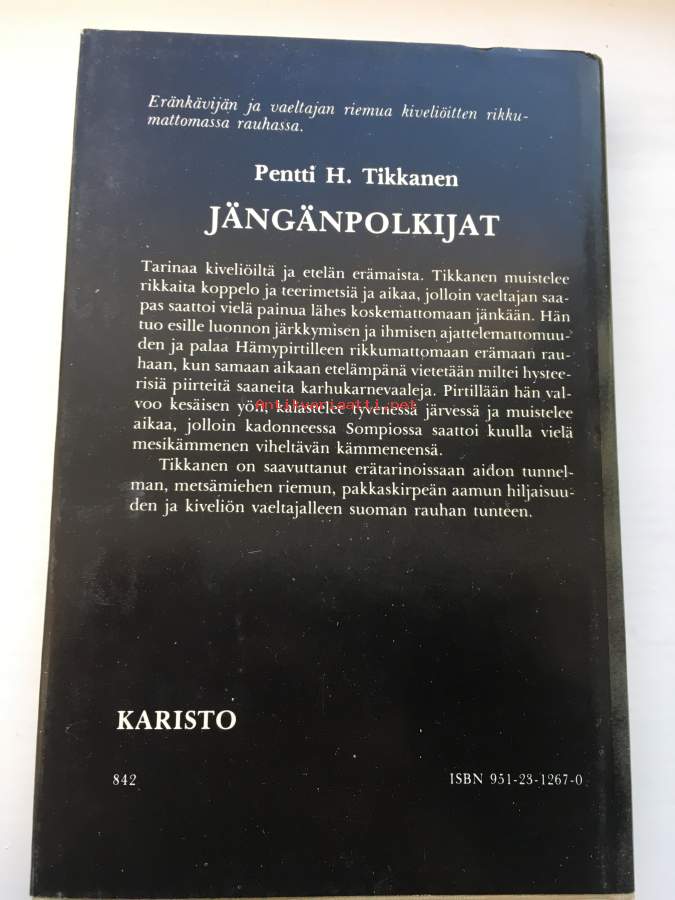 Eränkävijän ja vaeltajan riemua kiveliöitten rikku-
mattomassa rauhassa.
Pentti H. Tikkanen
JÄNGÄNPOLKIJAT
Tarinaa kiveliöiltä ja etelän erämaista. Tikkanen muistelee
rikkaita koppelo ja teerimetsiä ja aikaa, jolloin vaeltajan saa-
pas saattoi vielä painua lähes koskemattomaan jänkään. Hän
tuo esille luonnon järkkymisen ja ihmisen ajattelemattomuu-
den ja palaa Hämypirtilleen rikkumattomaan erämaan rau-
haan, kun samaan aikaan etelämpänä vietetään miltei hystee-
risiä piirteitä saaneita karhukarnevaaleja. Pirtillään hän val-
voo kesäisen yön, kalastelee tyvenessä järvessä ja muistelee
aikaa, jolloin kadonneessa Sompiossa saattoi kuulla vielä
mesikämmenen viheltävän kämmeneensä.
Tikkanen on saavuttanut erätarinoissaan aidon tunnel-
man, metsämiehen riemun, pakkaskirpeän aamun hiljaisuu-
den ja kiveliön vaeltajalleen suoman rauhan tunteen.
Antikvariaatti.net
KARISTO
842
ISBN 951-23-1267-0